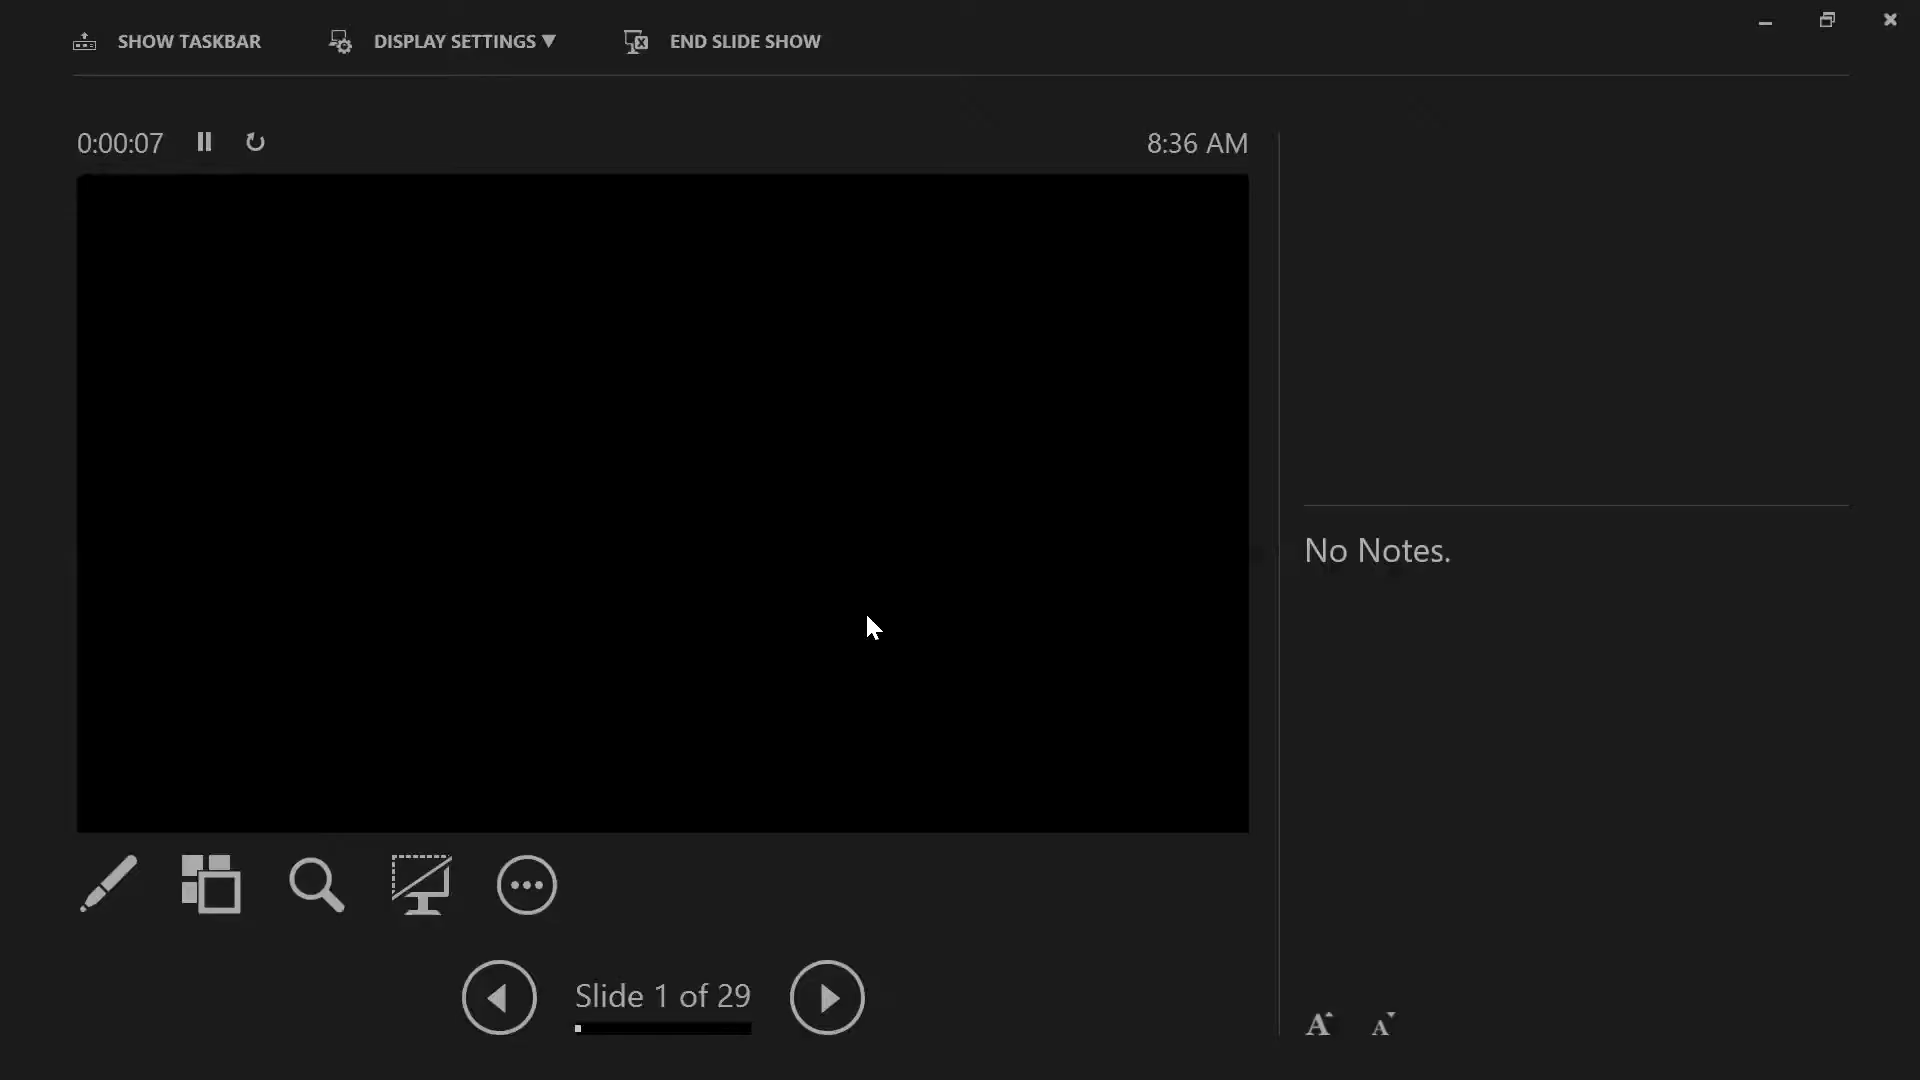 SHOW TASKBAR
DISPLAY SETTINGS ▼
END SLIDE SHOW
0:00:07
8:36 AM
No Notes.
Slide 1 of 29
A A